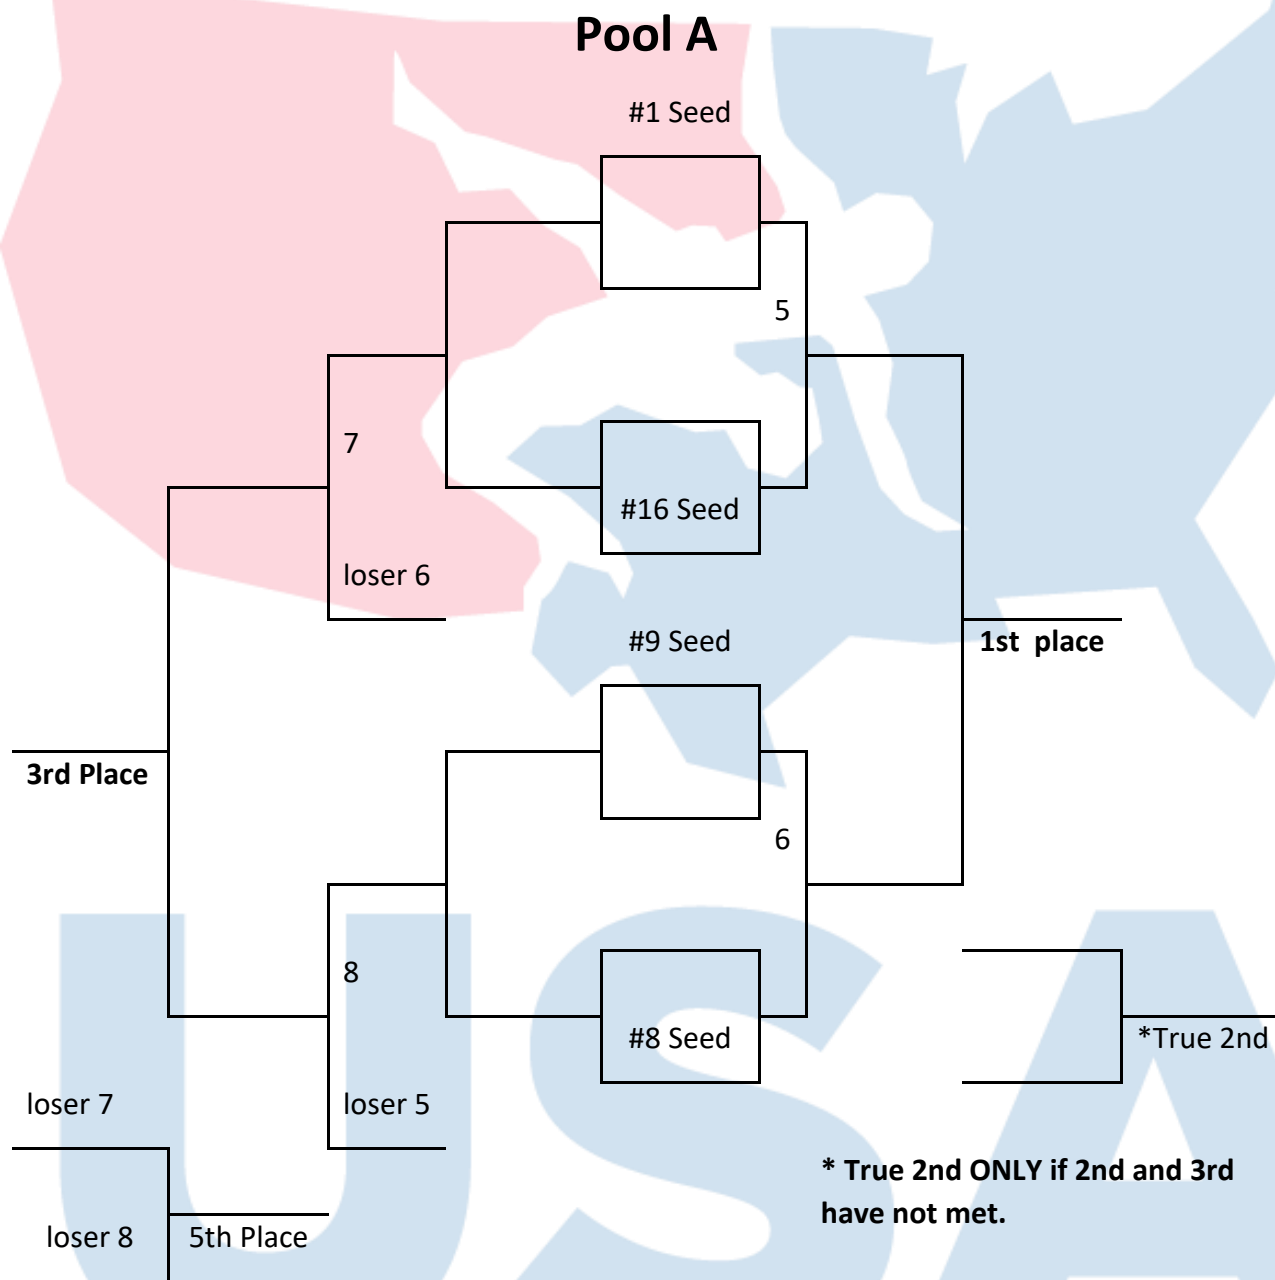 Pool A
#1 Seed
5
7
#16 Seed
loser 6
#9 Seed
1st  place
3rd Place
6
8
#8 Seed
*True 2nd
loser 7
loser 5
* True 2nd ONLY if 2nd and 3rd
have not met.
loser 8
5th Place
USA